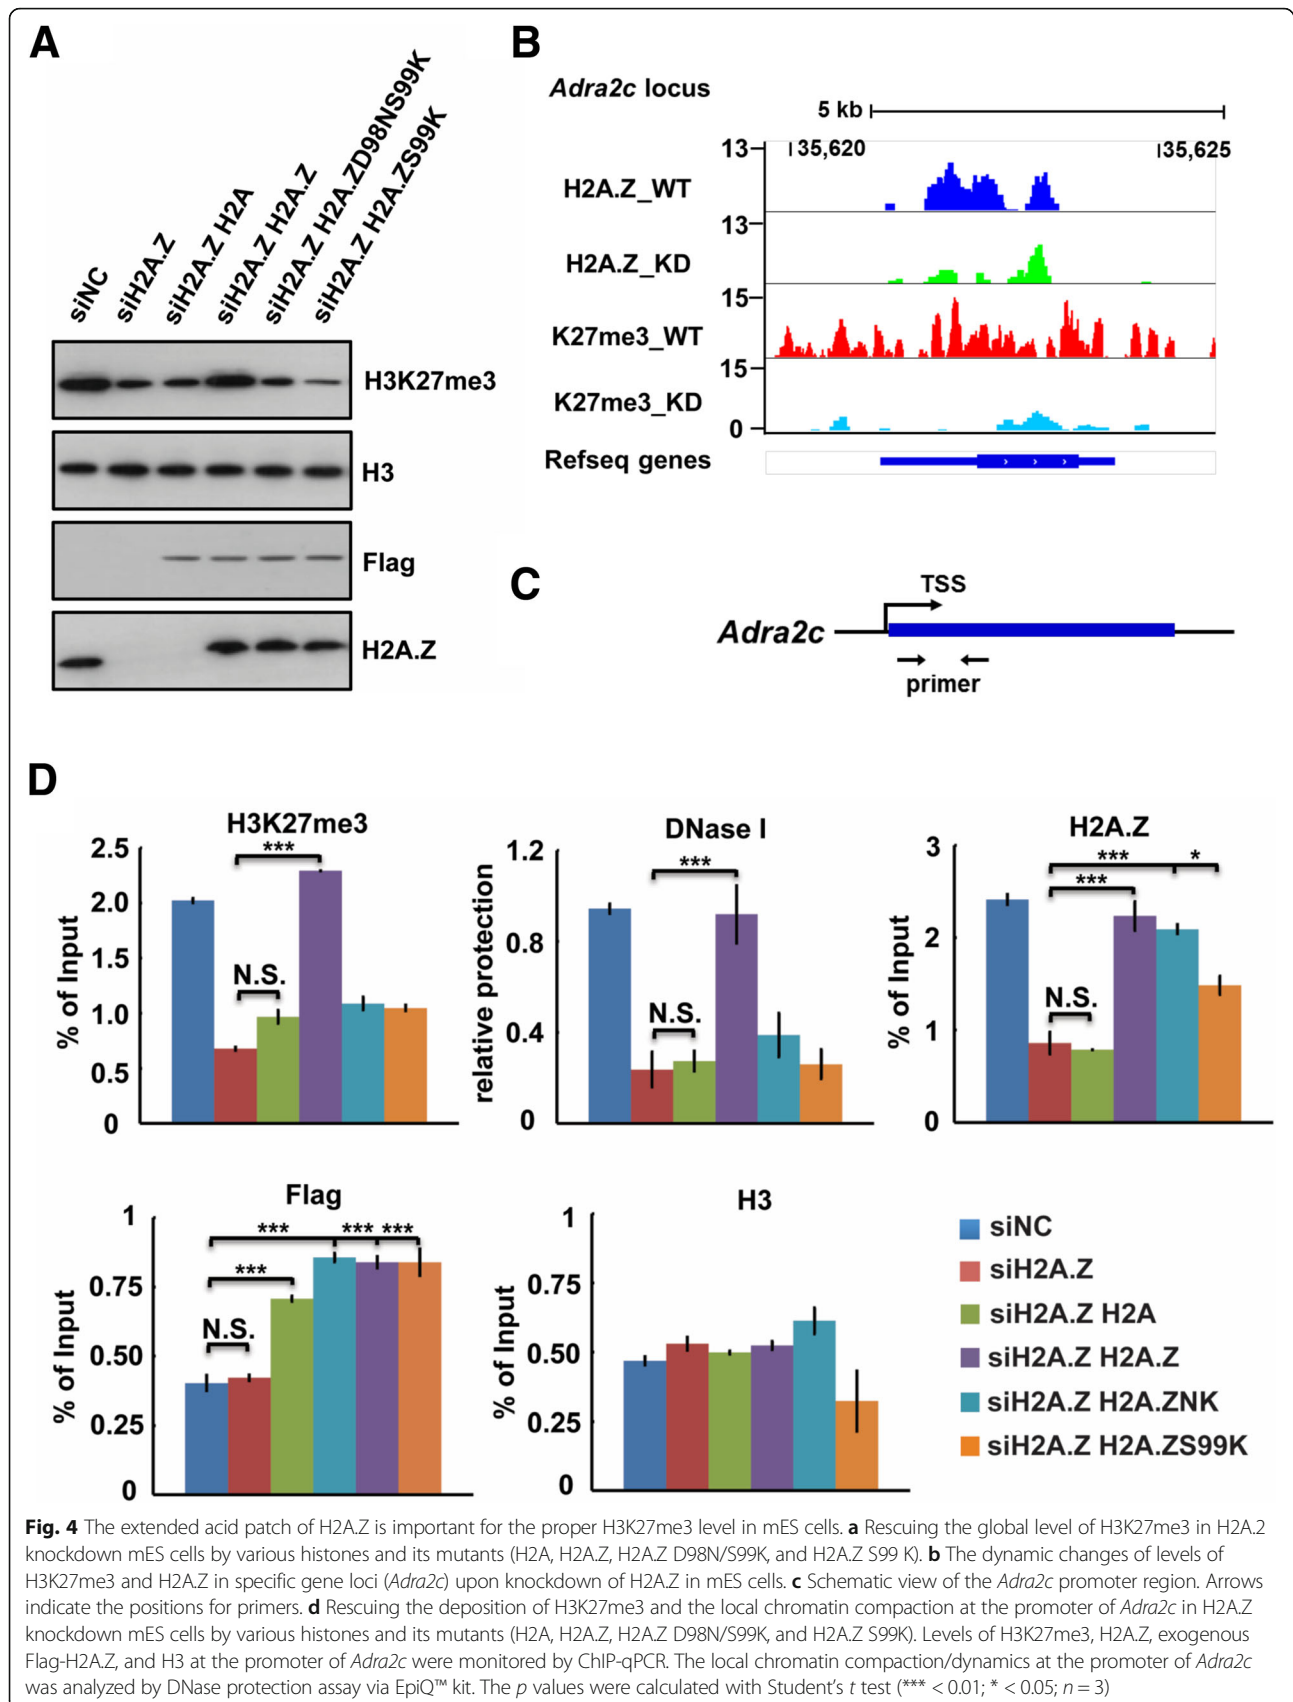 A
siNC
siH2A.Z
siH2A.Z H2A
siH2A.Z H2A.Z
siH2A.Z H2A.ZD98NS99K
siH2A.Z H2A.ZS99K
H3K27me3
H3
Flag
H2A.Z
B
Adra2c locus
5 kb
13
35,620
35,625
H2A.Z_WT
13
H2A.Z_KD
15
K27me3_WT
15
K27me3_KD
0
Refseq genes
C
TSS
Adra2c
primer
D
H3K27me3
% of Input
2.5
2.0
1.5
1.0
0.5
0
***
N.S.
DNase I
relative protection
1.2
0.8
0.4
0
***
N.S.
H2A.Z
% of Input
3
2
1
0
***
*
***
N.S.
Flag
% of Input
1
0.75
0.50
0.25
0
***
***
***
***
N.S.
H3
% of Input
1
0.75
0.50
0.25
0
siNC
siH2A.Z
siH2A.Z H2A
siH2A.Z H2A.Z
siH2A.Z H2A.ZNK
siH2A.Z H2A.ZS99K
Fig. 4 The extended acid patch of H2A.Z is important for the proper H3K27me3 level in mES cells. a Rescuing the global level of H3K27me3 in H2A.2
knockdown mES cells by various histones and its mutants (H2A, H2A.Z, H2A.Z D98N/S99K, and H2A.Z S99 K). b The dynamic changes of levels of
H3K27me3 and H2A.Z in specific gene loci (Adra2c) upon knockdown of H2A.Z in mES cells. c Schematic view of the Adra2c promoter region. Arrows
indicate the positions for primers. d Rescuing the deposition of H3K27me3 and the local chromatin compaction at the promoter of Adra2c in H2A.Z
knockdown mES cells by various histones and its mutants (H2A, H2A.Z, H2A.Z D98N/S99K, and H2A.Z S99K). Levels of H3K27me3, H2A.Z, exogenous
Flag-H2A.Z, and H3 at the promoter of Adra2c were monitored by ChIP-qPCR. The local chromatin compaction/dynamics at the promoter of Adra2c
was analyzed by DNase protection assay via EpiQ™ kit. The p values were calculated with Student's t test (*** < 0.01; * < 0.05; n = 3)